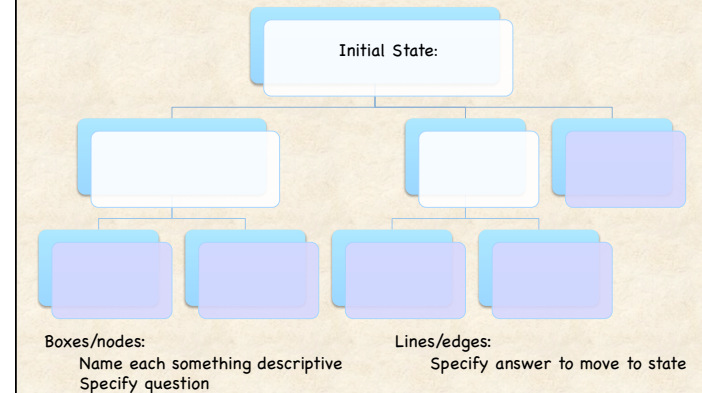 Initial State:
Boxes/nodes:
Name each something descriptive
Specify question
Lines/edges:
Specify answer to move to state